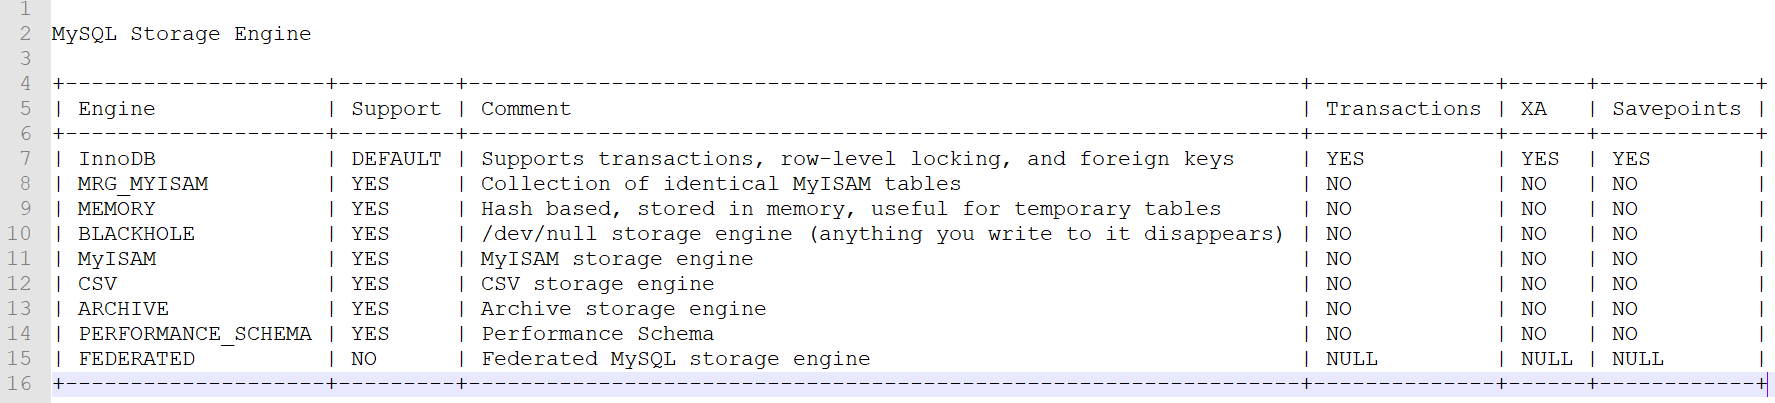 1
2 MySQL Storage Engine
3
4 +--------------------+---------+----------------------------------------------------------------+--------------+------+------------+
5 | Engine             | Support | Comment                                                        | Transactions | XA   | Savepoints |
6 +--------------------+---------+----------------------------------------------------------------+--------------+------+------------+
7 | InnoDB             | DEFAULT | Supports transactions, row-level locking, and foreign keys     | YES          | YES  | YES        |
8 | MRG_MYISAM         | YES     | Collection of identical MyISAM tables                          | NO           | NO   | NO         |
9 | MEMORY             | YES     | Hash based, stored in memory, useful for temporary tables      | NO           | NO   | NO         |
10 | BLACKHOLE          | YES     | /dev/null storage engine (anything you write to it disappears) | NO           | NO   | NO         |
11 | MyISAM             | YES     | MyISAM storage engine                                          | NO           | NO   | NO         |
12 | CSV                | YES     | CSV storage engine                                             | NO           | NO   | NO         |
13 | ARCHIVE            | YES     | Archive storage engine                                         | NO           | NO   | NO         |
14 | PERFORMANCE_SCHEMA | YES     | Performance Schema                                             | NO           | NO   | NO         |
15 | FEDERATED          | NO      | Federated MySQL storage engine                                 | NULL         | NULL | NULL       |
16 +--------------------+---------+----------------------------------------------------------------+--------------+------+------------+